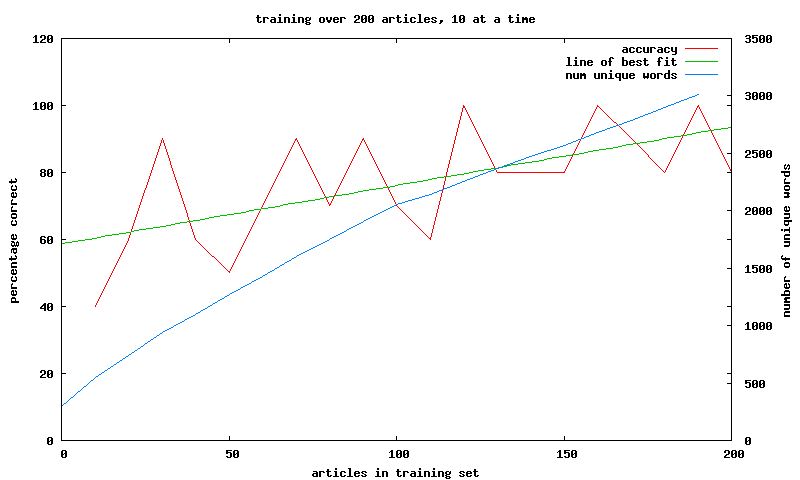 training over 200 articles, 10 at a time
accuracy
line of best fit
num unique words
percentage correct
number of unique words
120
100
80
60
40
20
0
3500
3000
2500
2000
1500
1000
500
0
0 50 100 150 200
articles in training set